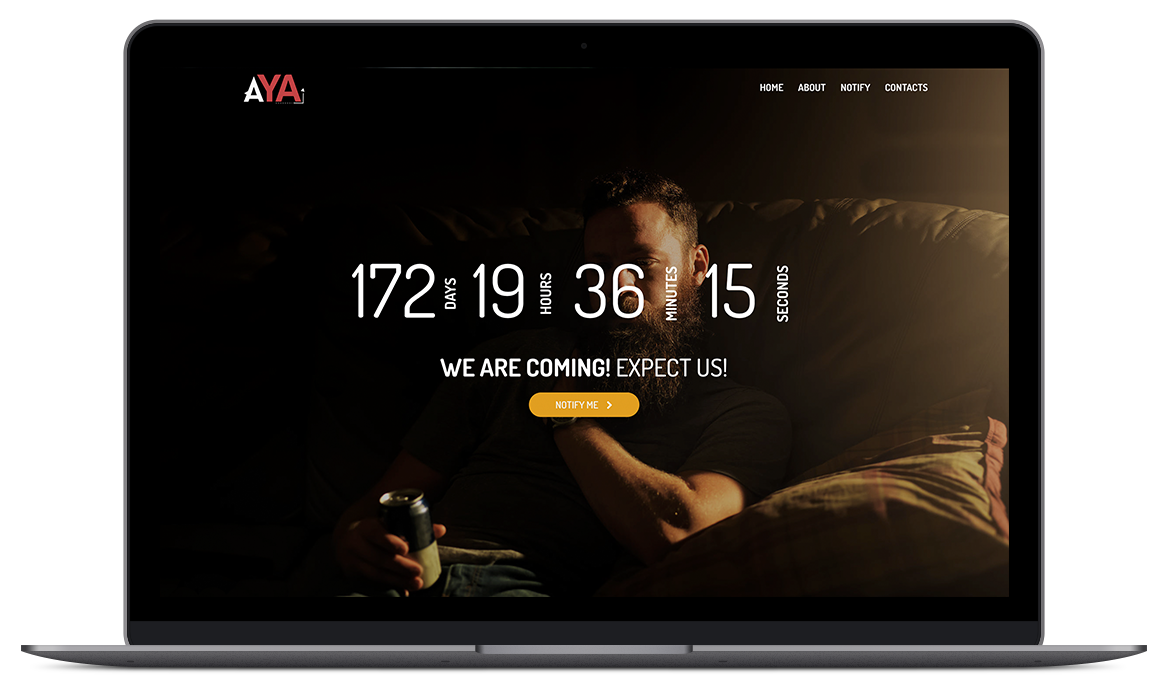 AYA
HOME ABOUT NOTIFY CONTACTS
172 DAYS 19 HOURS 36 MINUTES 15 SECONDS
WE ARE COMING! EXPECT US!
NOTIFY ME